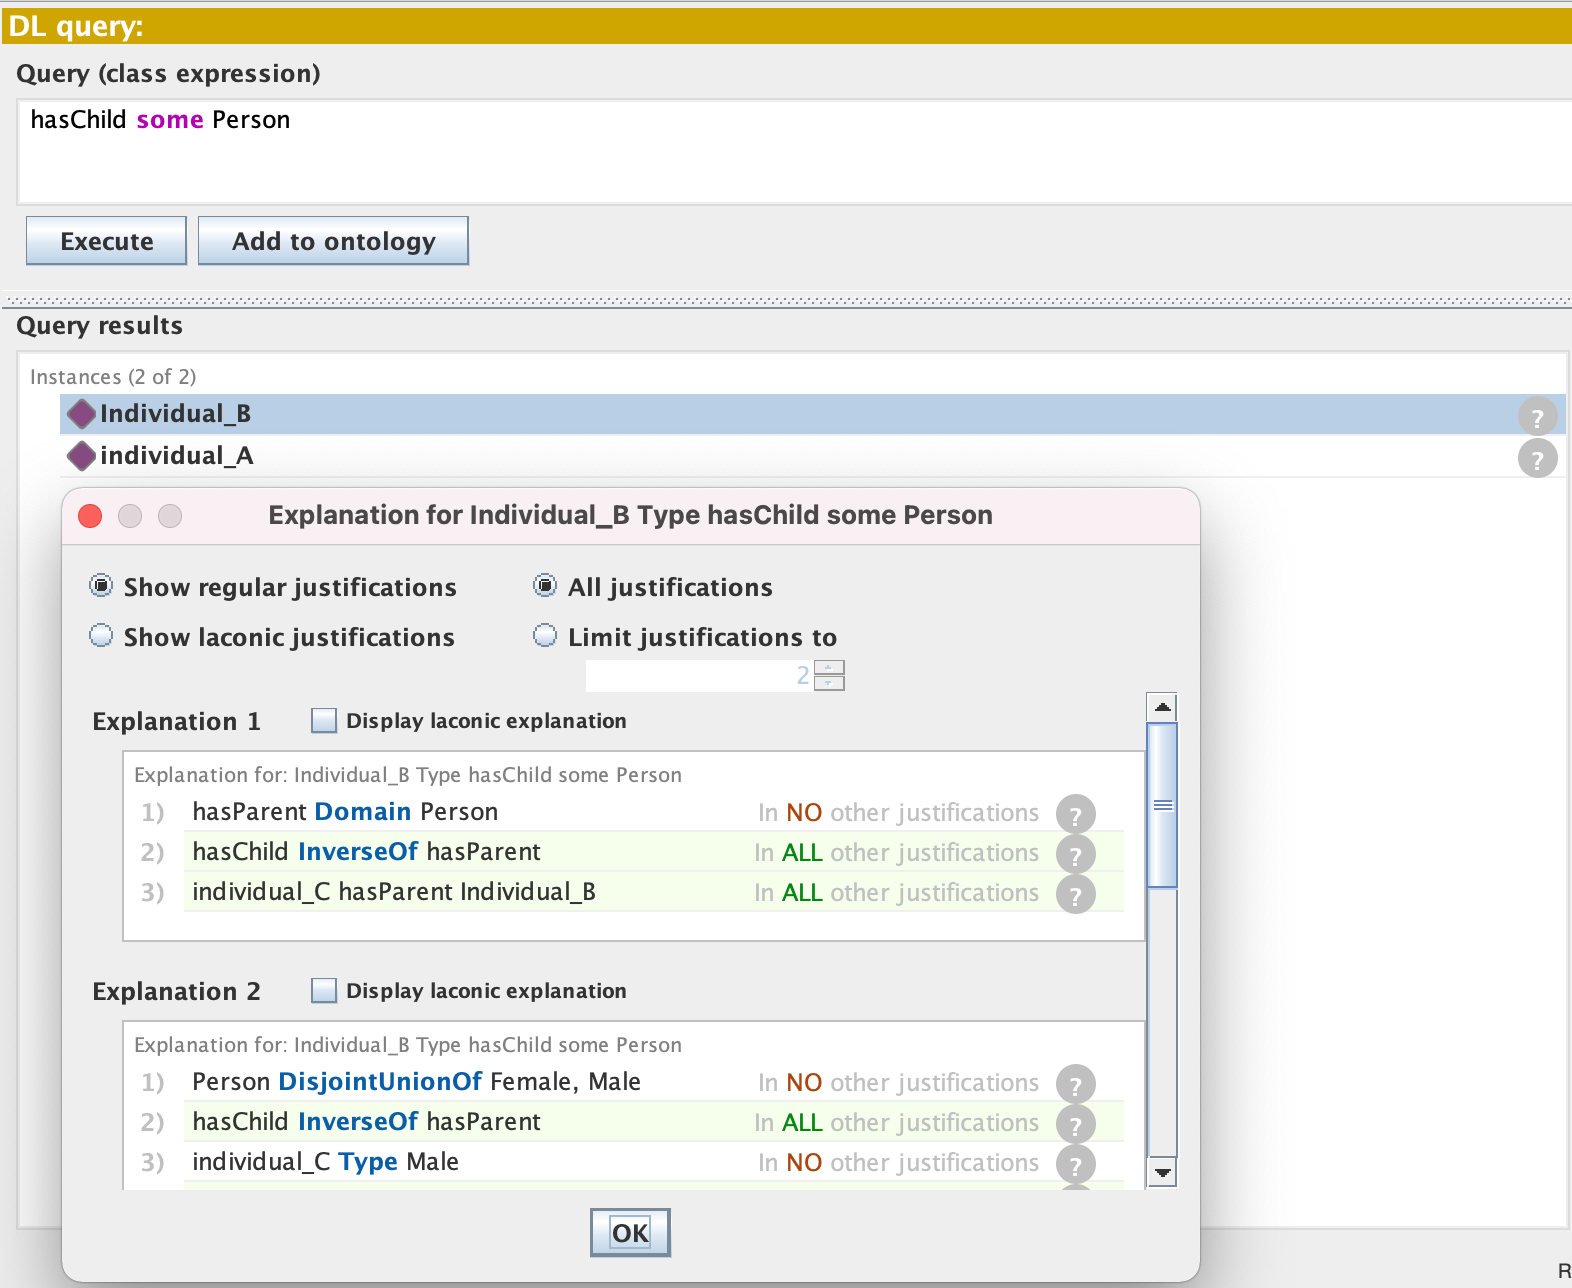 DL query:
Query (class expression)
hasChild some Person
Execute Add to ontology
Query results
Instances (2 of 2)
Individual_B ?
individual_A ?
Explanation for Individual_B Type hasChild some Person
Show regular justifications All justifications
Show laconic justifications Limit justifications to
2
Explanation 1 Display laconic explanation
Explanation for: Individual_B Type hasChild some Person
1) hasParent Domain Person In NO other justifications ?
2) hasChild InverseOf hasParent In ALL other justifications ?
3) individual_C hasParent Individual_B In ALL other justifications ?
Explanation 2 Display laconic explanation
Explanation for: Individual_B Type hasChild some Person
1) Person DisjointUnionOf Female, Male In NO other justifications ?
2) hasChild InverseOf hasParent In ALL other justifications ?
3) individual_C Type Male In NO other justifications ?
OK
R